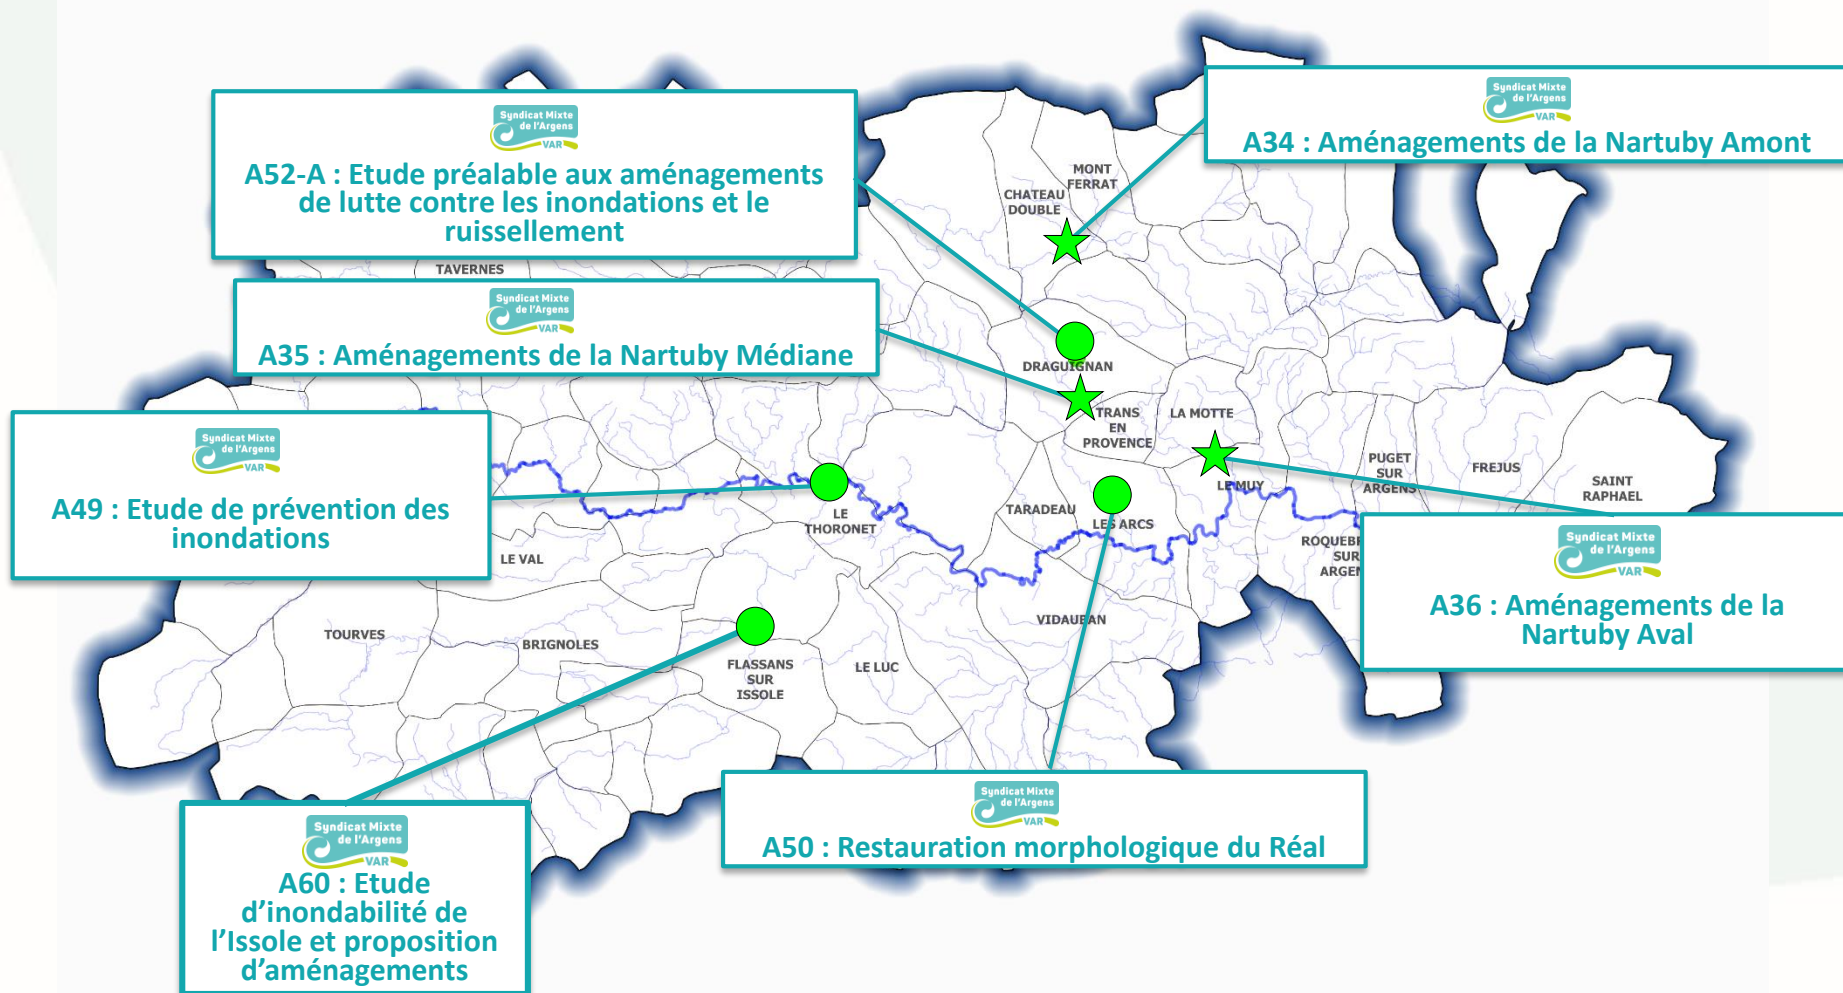 Syndicat Mixte
de l'Argens
VAR
A34 : Aménagements de la Nartuby Amont
Syndicat Mixte
de l'Argens
VAR
A52-A : Etude préalable aux aménagements
de lutte contre les inondations et le
ruissellement
MONT
FERRAT
CHATEAU
DOUBLE
TAVERNES
Syndicat Mixte
de l'Argens
VAR
A35 : Aménagements de la Nartuby Médiane
DRAGUIGNAN
TRANS
EN
PROVENCE
LA MOTTE
Syndicat Mixte
de l'Argens
VAR
A49 : Etude de prévention des
inondations
LE
THORONET
TARADEAU
LES ARCS
LE MUY
PUGET
SUR
ARGENS
FREJUS
SAINT
RAPHAEL
LE VAL
ROQUEBR
SUR
ARGEN
Syndicat Mixte
de l'Argens
VAR
A36 : Aménagements de la
Nartuby Aval
TOURVES
BRIGNOLES
FLASSANS
SUR
ISSOLE
LE LUC
VIDAUBAN
Syndicat Mixte
de l'Argens
VAR
A50 : Restauration morphologique du Réal
Syndicat Mixte
de l'Argens
VAR
A60 : Etude
d'inondabilité de
l'Issole et proposition
d'aménagements